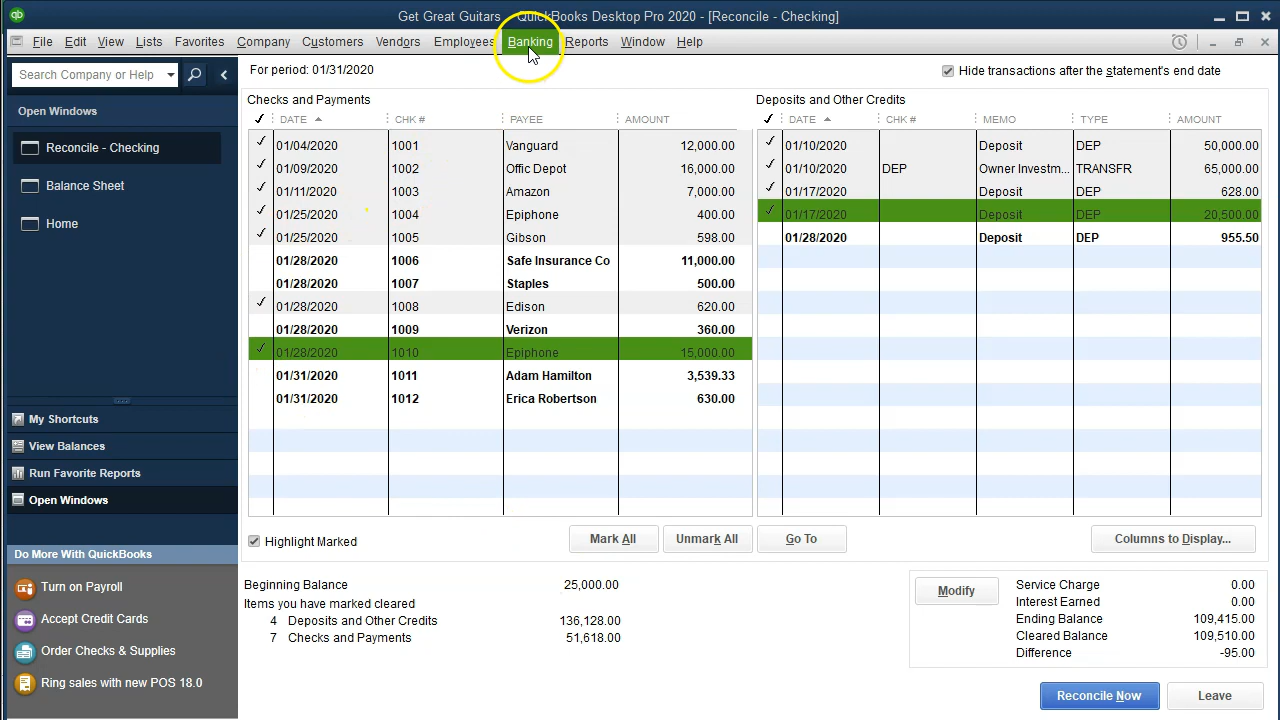 Get Great Guitars - QuickBooks Desktop Pro 2020 - [Reconcile - Checking]
File Edit View Lists Favorites Company Customers Vendors Employees Banking Reports Window Help
Search Company or Help
For period: 01/31/2020
Hide transactions after the statement's end date
Open Windows
Reconcile - Checking
Balance Sheet
Home
My Shortcuts
View Balances
Run Favorite Reports
Open Windows
Do More With QuickBooks
Turn on Payroll
Accept Credit Cards
Order Checks & Supplies
Ring sales with new POS 18.0
Checks and Payments
✓ DATE CHK # PAYEE AMOUNT
✓ 01/04/2020 1001 Vanguard 12,000.00
✓ 01/09/2020 1002 Offic Depot 16,000.00
✓ 01/11/2020 1003 Amazon 7,000.00
✓ 01/25/2020 1004 Epiphone 400.00
✓ 01/25/2020 1005 Gibson 598.00
01/28/2020 1006 Safe Insurance Co 11,000.00
01/28/2020 1007 Staples 500.00
✓ 01/28/2020 1008 Edison 620.00
01/28/2020 1009 Verizon 360.00
✓ 01/28/2020 1010 Epiphone 15,000.00
01/31/2020 1011 Adam Hamilton 3,539.33
01/31/2020 1012 Erica Robertson 630.00
Deposits and Other Credits
✓ DATE CHK # MEMO TYPE AMOUNT
✓ 01/10/2020 Deposit DEP 50,000.00
✓ 01/10/2020 DEP Owner Investm... TRANSFR 65,000.00
✓ 01/17/2020 Deposit DEP 628.00
✓ 01/17/2020 Deposit DEP 20,500.00
01/28/2020 Deposit DEP 955.50
Highlight Marked
Mark All
Unmark All
Go To
Columns to Display...
Beginning Balance 25,000.00
Items you have marked cleared
4 Deposits and Other Credits 136,128.00
7 Checks and Payments 51,618.00
Modify
Service Charge 0.00
Interest Earned 0.00
Ending Balance 109,415.00
Cleared Balance 109,510.00
Difference -95.00
Reconcile Now
Leave